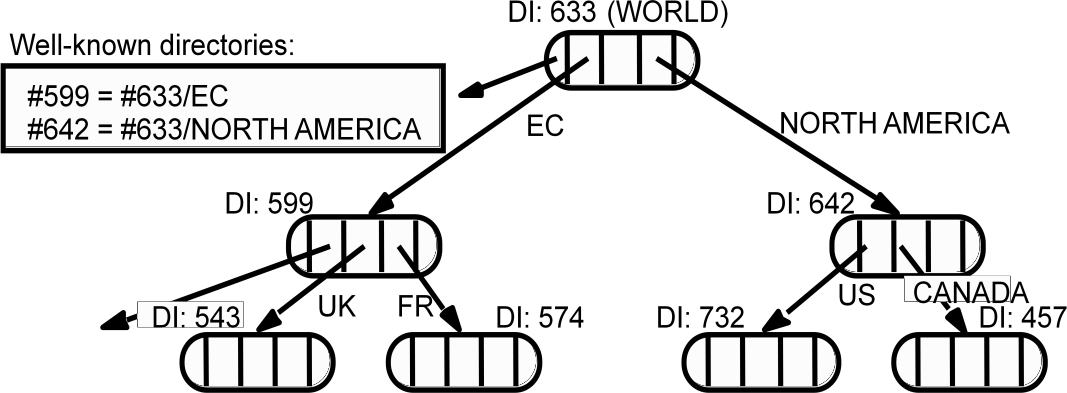 DI: 633 (WORLD)
Well-known directories:
#599 = #633/EC
#642 = #633/NORTH AMERICA
EC
NORTH AMERICA
DI: 599
DI: 642
UK
FR
US
CANADA
DI: 543
DI: 574
DI: 732
DI: 457